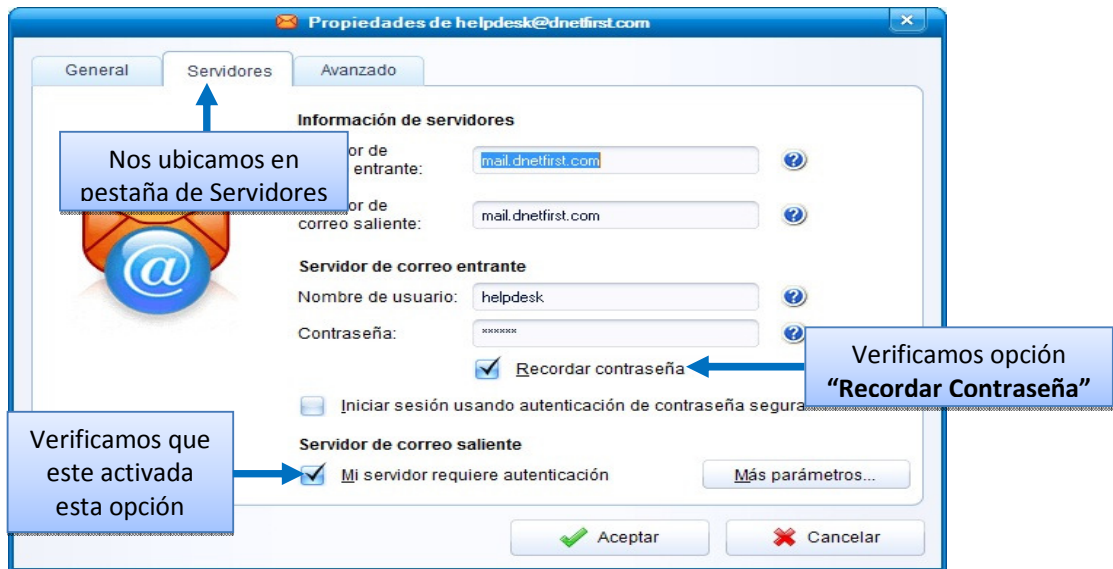 Propiedades de helpdesk@dnetfirst.com
General Servidores Avanzado
Nos ubicamos en
pestaña de Servidores
Información de servidores
or de
entrante:
mail.dnetfirst.com
or de
correo saliente:
mail.dnetfirst.com
Servidor de correo entrante
Nombre de usuario: helpdesk
Contraseña: ******
Recordar contraseña
Verificamos opción
“Recordar Contraseña”
Iniciar sesión usando autenticación de contraseña segura
Servidor de correo saliente
Verificamos que
este activada
esta opción
Mi servidor requiere autenticación
Más parámetros...
Aceptar Cancelar